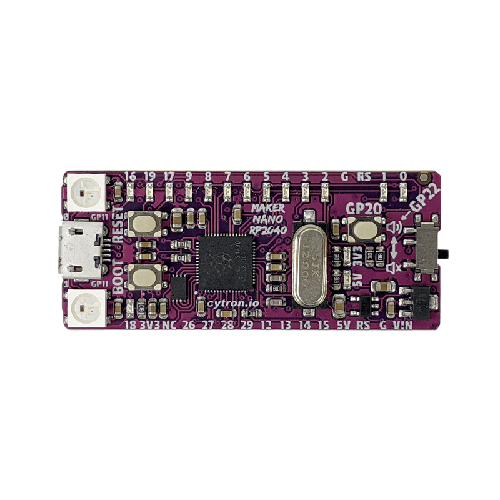 16 19 17 9 8 7 6 5 4 3 2 G RS 1 0
GP22
GP11
RESET
MAKER
NANO
RP2040
GP20
3V3
5V
BOOT
GP11
cytron.io
18 3V3 NC 26 27 28 29 12 13 14 15 5V RS G VIN